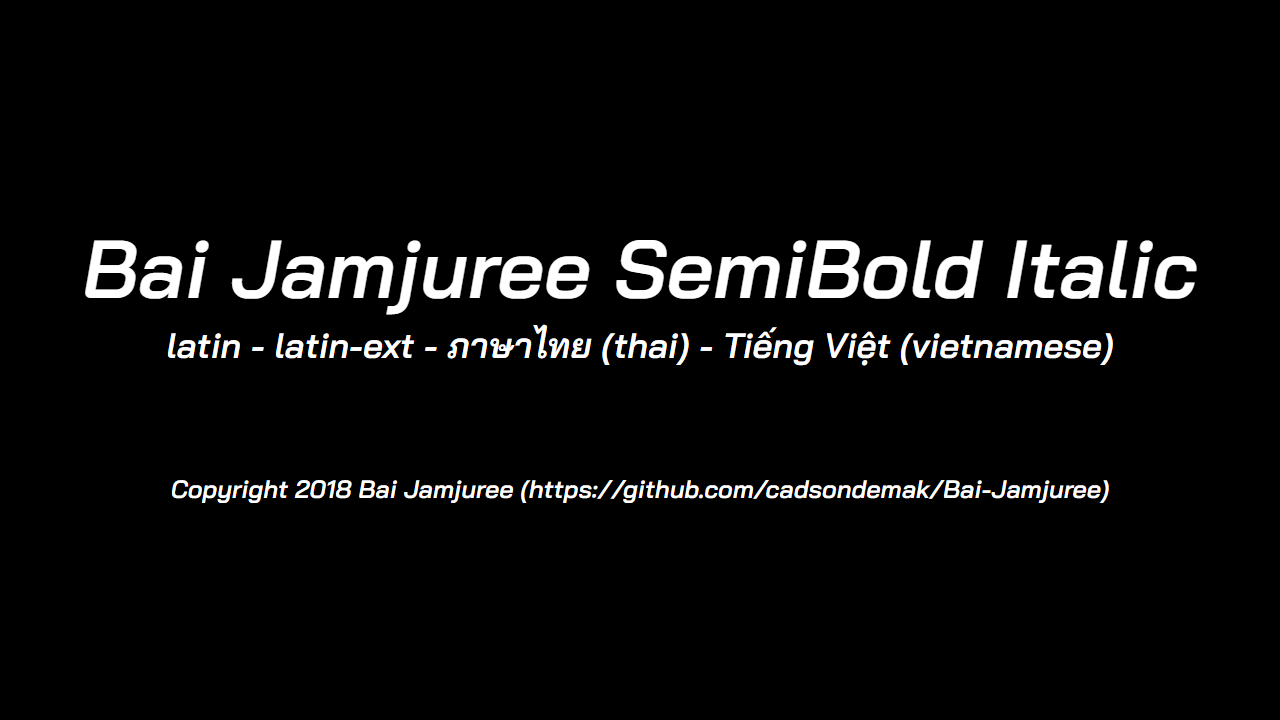 Bai Jamjuree SemiBold Italic
latin - latin-ext - ภาษาไทย (thai) - Tiếng Việt (vietnamese)
Copyright 2018 Bai Jamjuree (https://github.com/cadsondemak/Bai-Jamjuree)